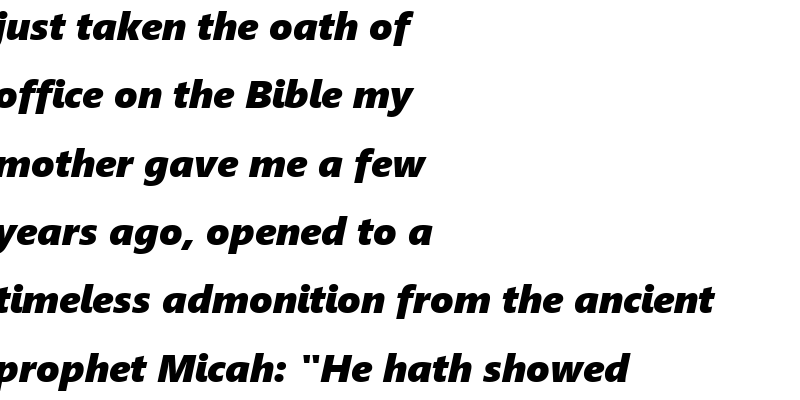 just taken the oath of
office on the Bible my
mother gave me a few
years ago, opened to a
timeless admonition from the ancient
prophet Micah: "He hath showed